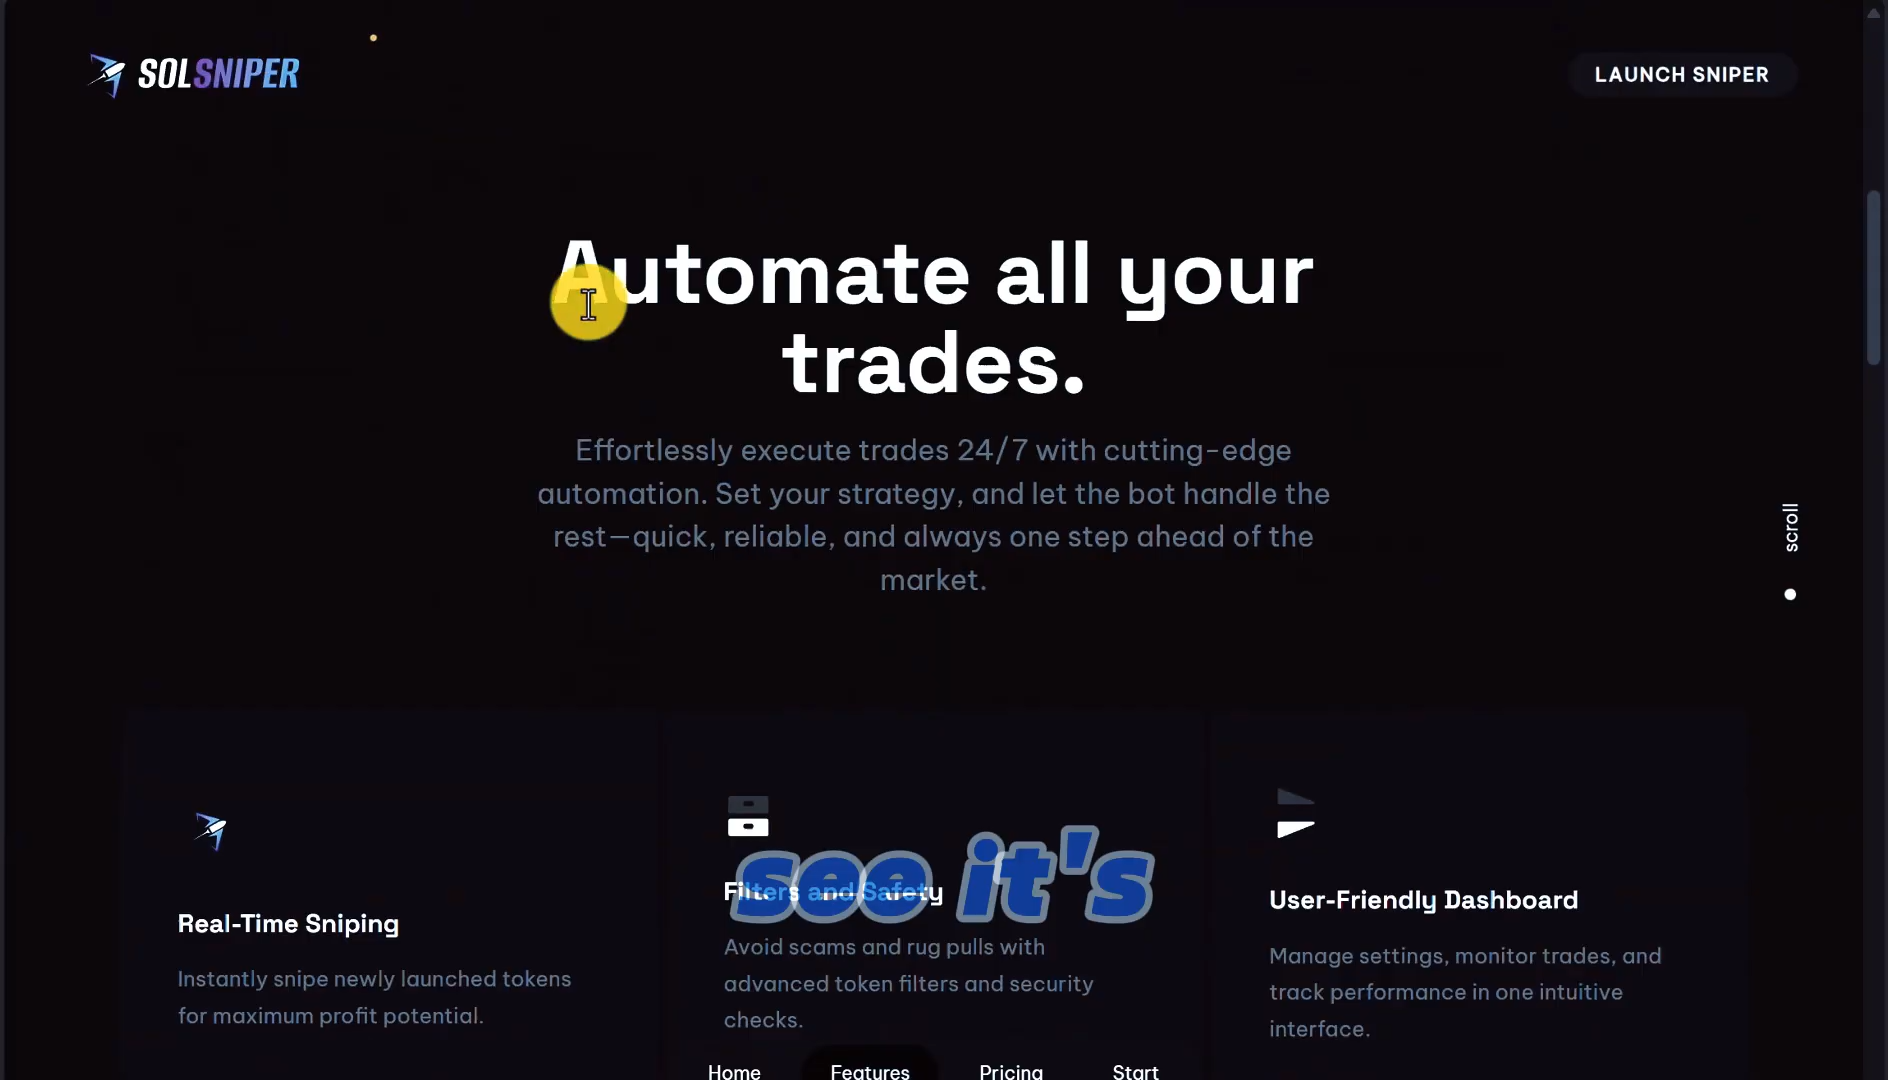 SOLSNIPER
LAUNCH SNIPER
Automate all your
trades.
Effortlessly execute trades 24/7 with cutting-edge
automation. Set your strategy, and let the bot handle the
rest—quick, reliable, and always one step ahead of the
market.
scroll
Real-Time Sniping
Instantly snipe newly launched tokens
for maximum profit potential.
Filters and Safety
see it's
Avoid scams and rug pulls with
advanced token filters and security
checks.
User-Friendly Dashboard
Manage settings, monitor trades, and
track performance in one intuitive
interface.
Home Features Pricing Start